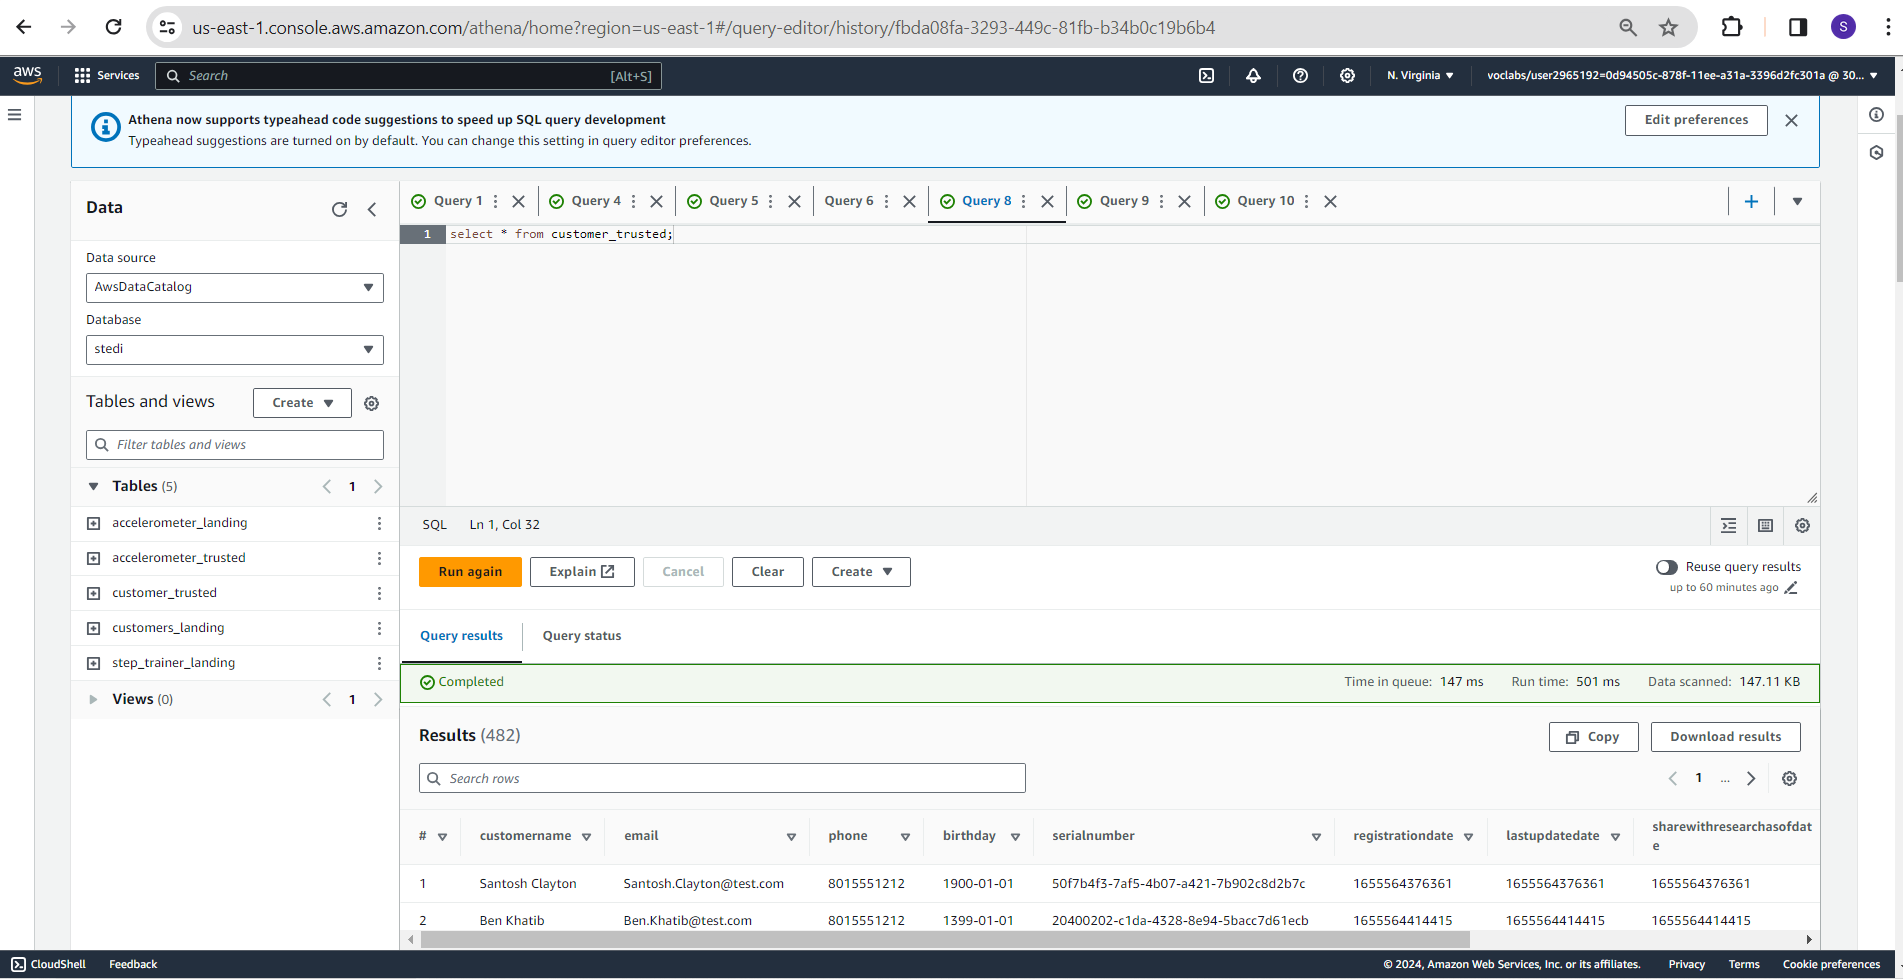 us-east-1.console.aws.amazon.com/athena/home?region=us-east-1#/query-editor/history/fbda08fa-3293-449c-81fb-b34b0c19b6b4
S
aws
Services
Search
[Alt+S]
N. Virginia
voclabs/user2965192=0d94505c-878f-11ee-a31a-3396d2fc301a @ 30...
Athena now supports typeahead code suggestions to speed up SQL query development
Typeahead suggestions are turned on by default. You can change this setting in query editor preferences.
Edit preferences
Data
Data source
AwsDataCatalog
Database
stedi
Tables and views
Create
Filter tables and views
Tables (5)
1
accelerometer_landing
accelerometer_trusted
customer_trusted
customers_landing
step_trainer_landing
Views (0)
1
Query 1
Query 4
Query 5
Query 6
Query 8
Query 9
Query 10
1
select * from customer_trusted;
SQL
Ln 1, Col 32
Run again
Explain
Cancel
Clear
Create
Reuse query results
up to 60 minutes ago
Query results
Query status
Completed
Time in queue: 147 ms
Run time: 501 ms
Data scanned: 147.11 KB
Results (482)
Copy
Download results
Search rows
1
...
# customername email phone birthday serialnumber registrationdate lastupdatedate sharewithresearchasofdat
e
1 Santosh Clayton Santosh.Clayton@test.com 8015551212 1900-01-01 50f7b4f3-7af5-4b07-a421-7b902c8d2b7c 1655564376361 1655564376361 1655564376361
2 Ben Khatib Ben.Khatib@test.com 8015551212 1399-01-01 20400202-c1da-4328-8e94-5bacc7d61ecb 1655564414415 1655564414415 1655564414415
CloudShell
Feedback
© 2024, Amazon Web Services, Inc. or its affiliates.
Privacy
Terms
Cookie preferences